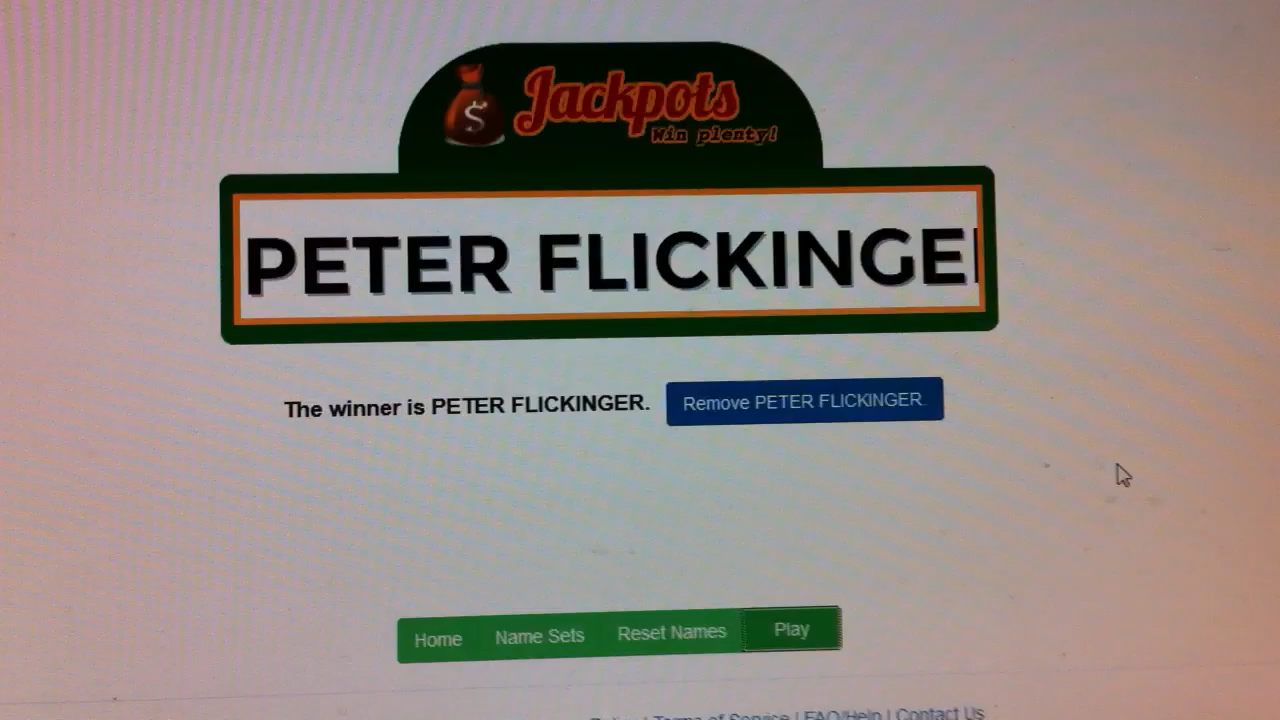 $ Jackpots
Win plenty!
PETER FLICKINGE
The winner is PETER FLICKINGER. Remove PETER FLICKINGER.
Home Name Sets Reset Names Play
Terms of Service | FAQ/Help | Contact Us